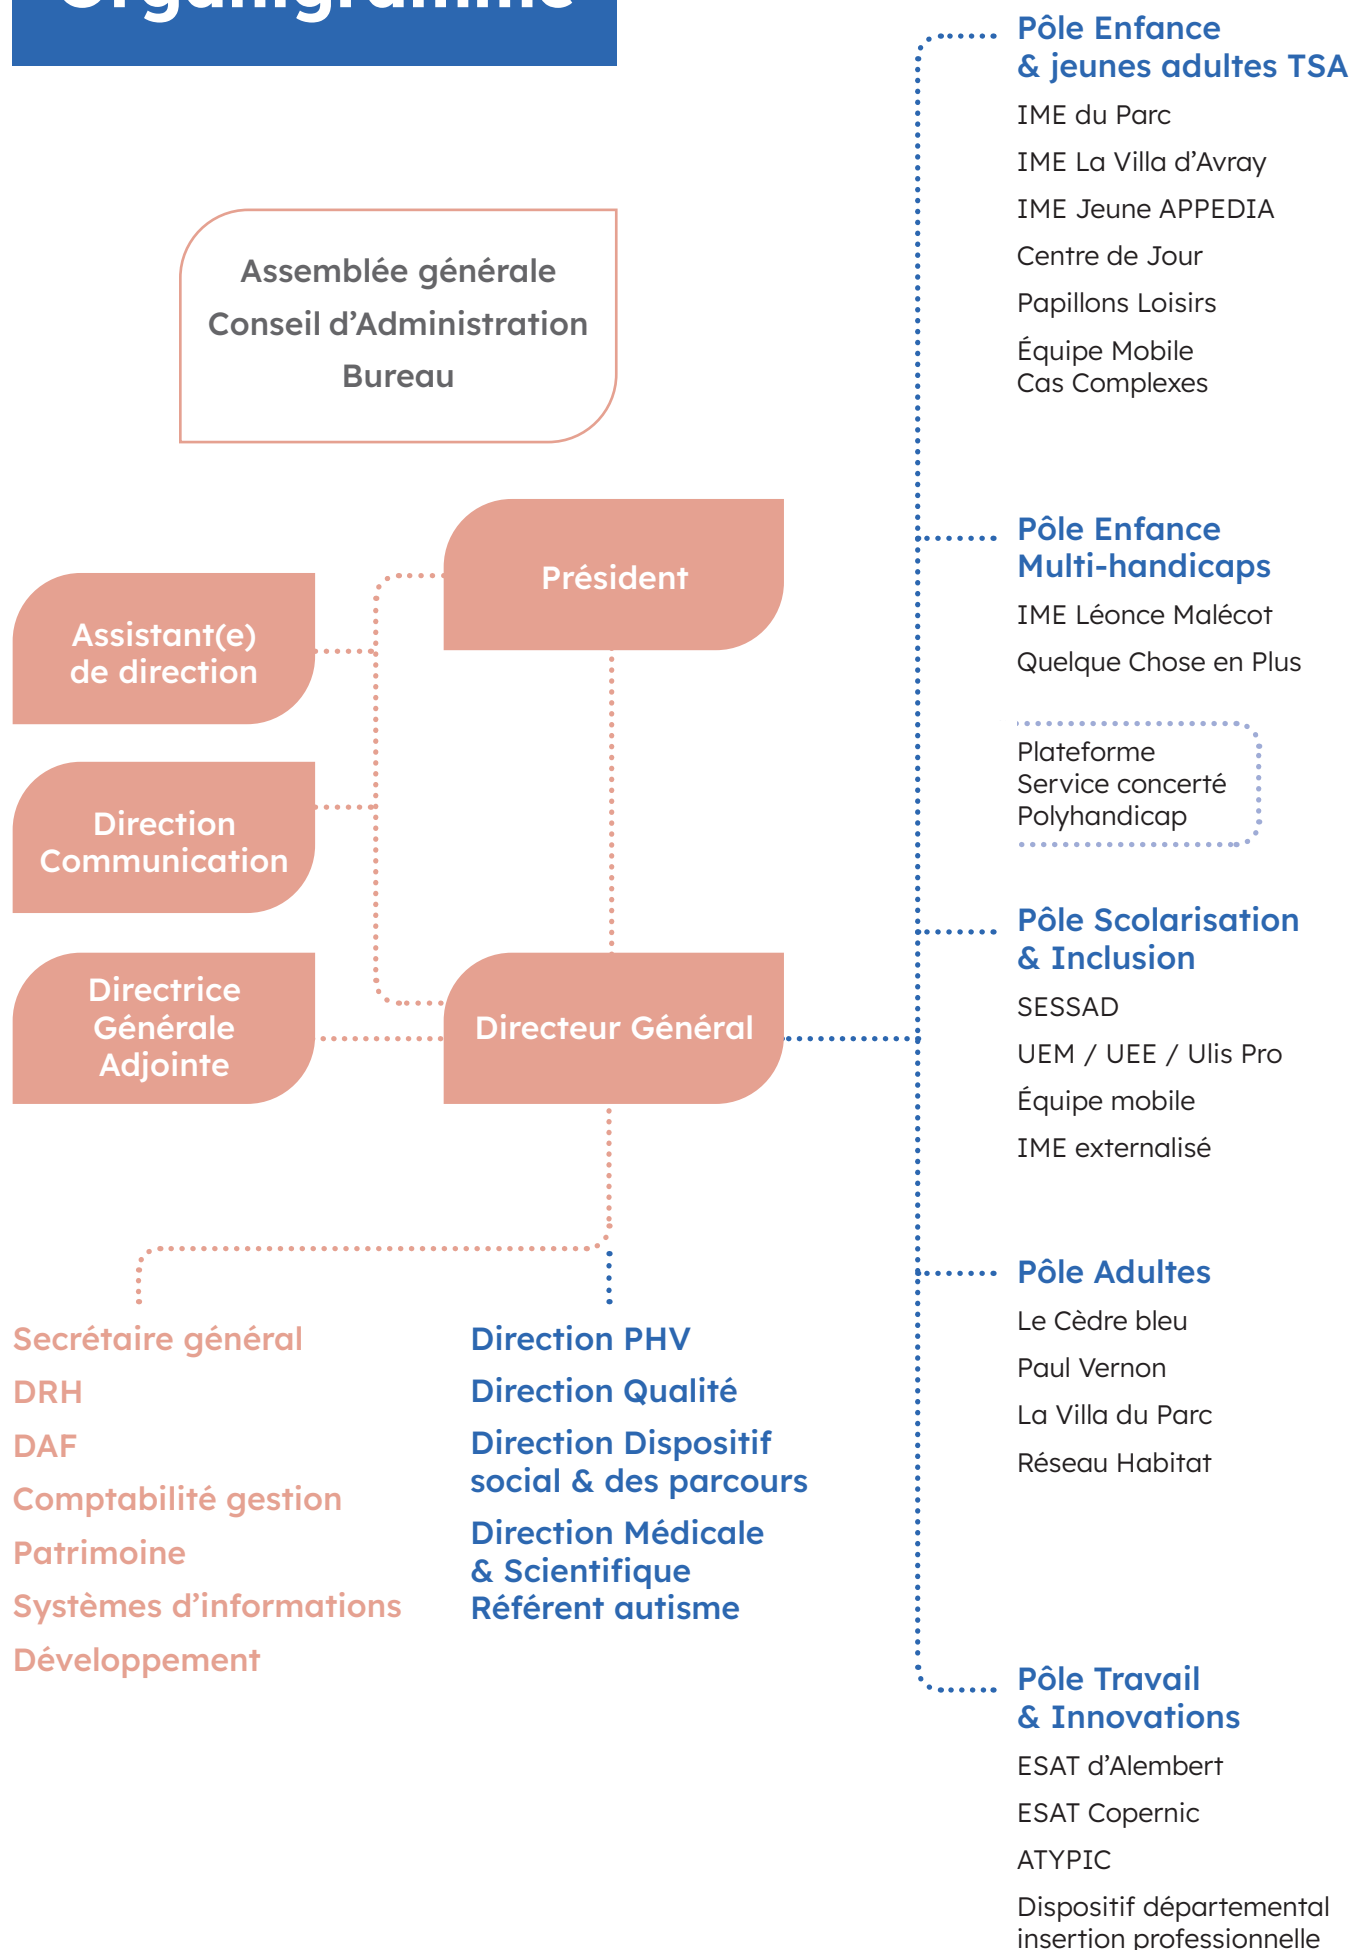 Organigramme
Assemblée générale
Conseil d’Administration
Bureau
Président
Assistant(e)
de direction
Direction
Communication
Directrice
Générale
Adjointe
Directeur Général
Secrétaire général
DRH
DAF
Comptabilité gestion
Patrimoine
Systèmes d’informations
Développement
Direction PHV
Direction Qualité
Direction Dispositif
social & des parcours
Direction Médicale
& Scientifique
Référent autisme
Pôle Enfance
& jeunes adultes TSA
IME du Parc
IME La Villa d’Avray
IME Jeune APPEDIA
Centre de Jour
Papillons Loisirs
Équipe Mobile
Cas Complexes
Pôle Enfance
Multi-handicaps
IME Léonce Malécot
Quelque Chose en Plus
Plateforme
Service concerté
Polyhandicap
Pôle Scolarisation
& Inclusion
SESSAD
UEM / UEE / Ulis Pro
Équipe mobile
IME externalisé
Pôle Adultes
Le Cèdre bleu
Paul Vernon
La Villa du Parc
Réseau Habitat
Pôle Travail
& Innovations
ESAT d’Alembert
ESAT Copernic
ATYPIC
Dispositif départemental
insertion professionnelle